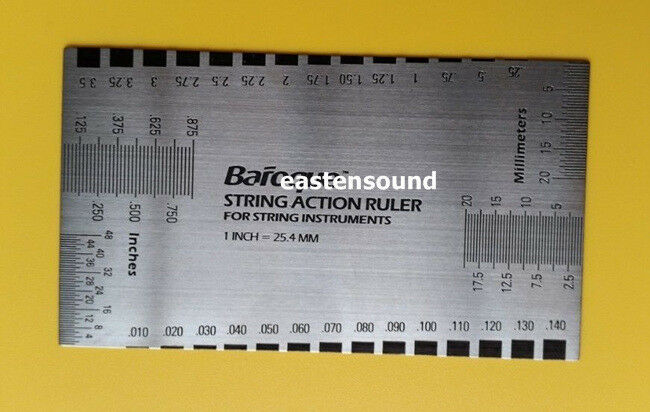 3.5 3.25 3 2.75 2.5 2.25 2 1.75 1.50 1.25 1 .75 .5 .25
.125 .375 .625 .875
.250 .500 .750
Inches
48 44 40 36 32 28 24 20 16 12 8 4
Baroque
eastensound
STRING ACTION RULER
FOR STRING INSTRUMENTS
1 INCH = 25.4 MM
Millimeters
5 10 15 20
20 15 10 5
17.5 12.5 7.5 2.5
.010 .020 .030 .040 .050 .060 .070 .080 .090 .100 .110 .120 .130 .140